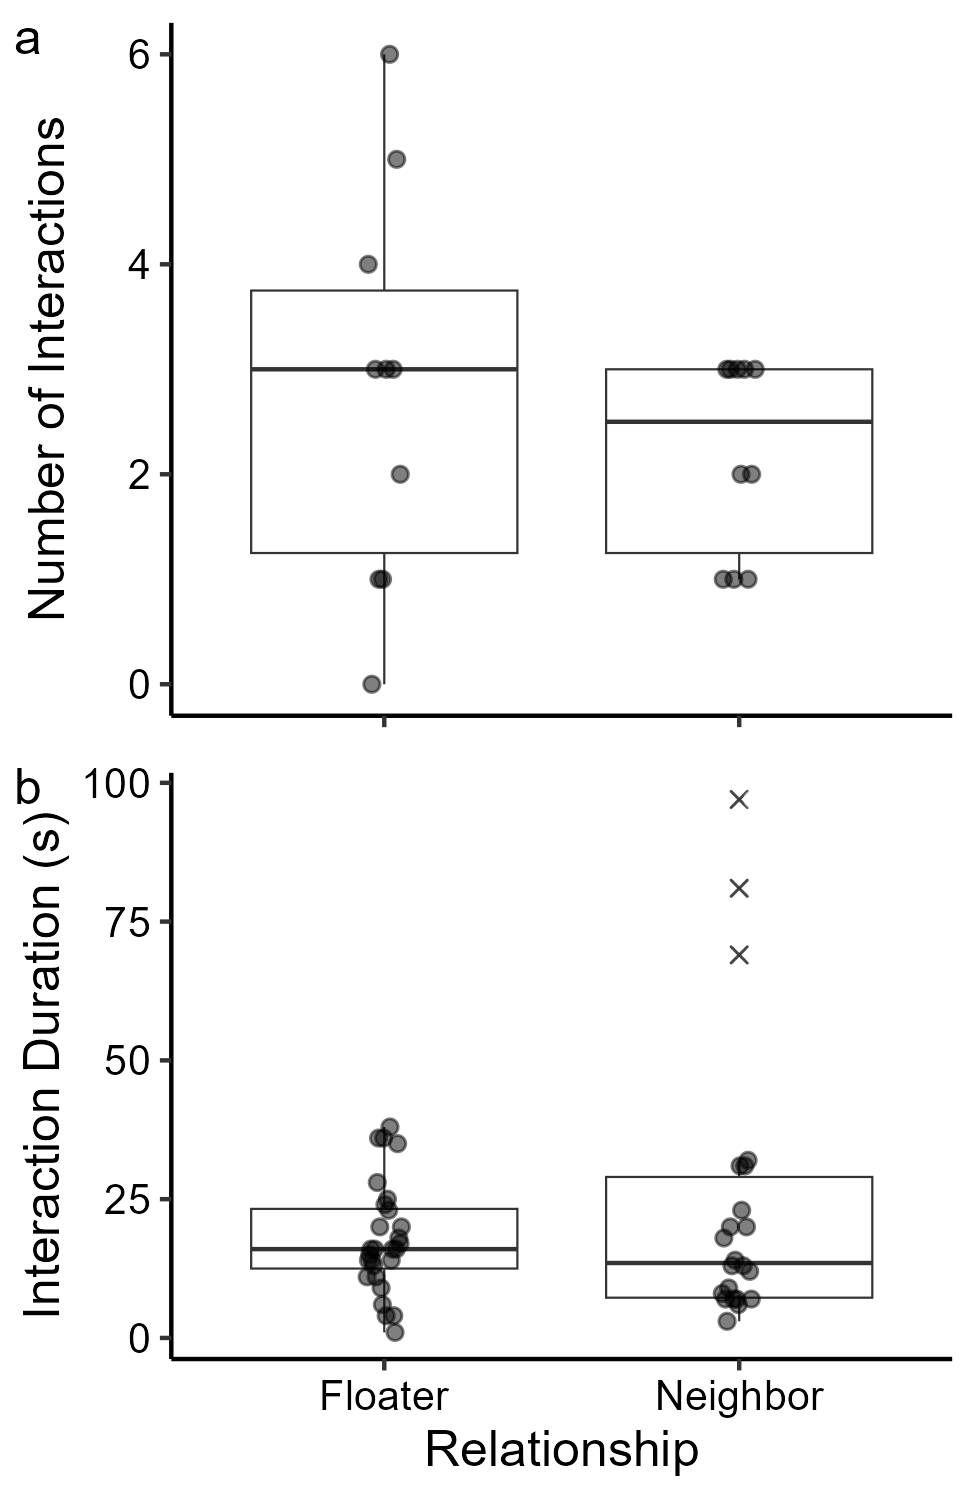 a
Number of Interactions
6
4
2
0
b
Interaction Duration (s)
100
75
50
25
0
Floater
Neighbor
Relationship